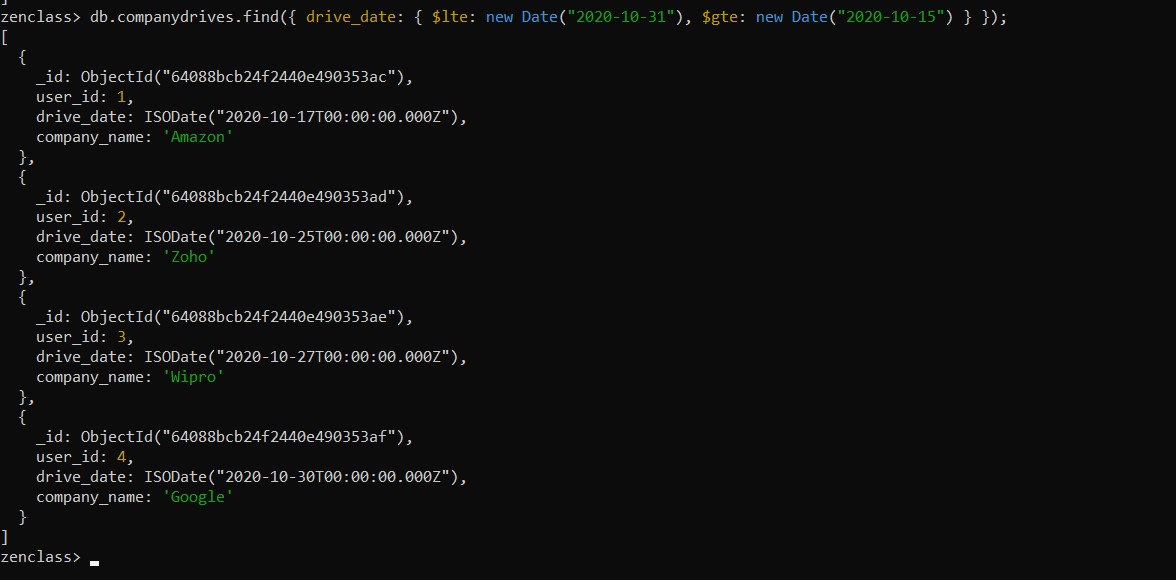 ]
zenclass> db.companydrives.find({ drive_date: { $lte: new Date("2020-10-31"), $gte: new Date("2020-10-15") } });
[
  {
    _id: ObjectId("64088bcb24f2440e490353ac"),
    user_id: 1,
    drive_date: ISODate("2020-10-17T00:00:00.000Z"),
    company_name: 'Amazon'
  },
  {
    _id: ObjectId("64088bcb24f2440e490353ad"),
    user_id: 2,
    drive_date: ISODate("2020-10-25T00:00:00.000Z"),
    company_name: 'Zoho'
  },
  {
    _id: ObjectId("64088bcb24f2440e490353ae"),
    user_id: 3,
    drive_date: ISODate("2020-10-27T00:00:00.000Z"),
    company_name: 'Wipro'
  },
  {
    _id: ObjectId("64088bcb24f2440e490353af"),
    user_id: 4,
    drive_date: ISODate("2020-10-30T00:00:00.000Z"),
    company_name: 'Google'
  }
]
zenclass>